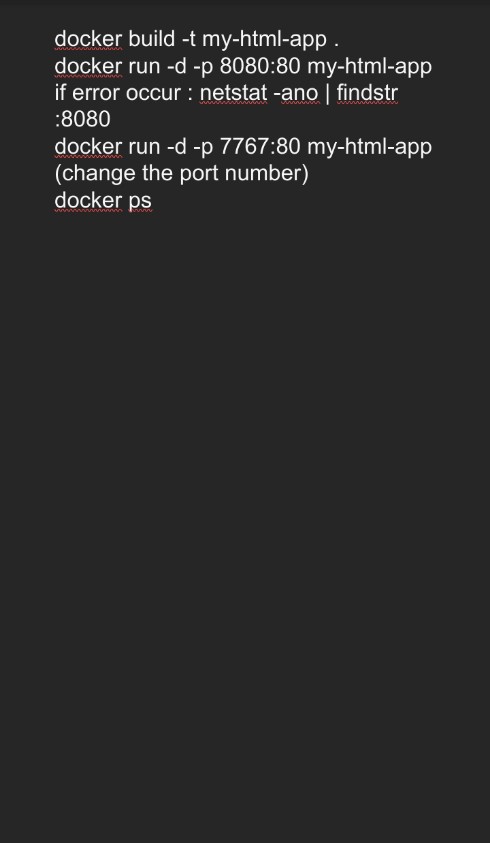 docker build -t my-html-app .
docker run -d -p 8080:80 my-html-app
if error occur : netstat -ano | findstr
:8080
docker run -d -p 7767:80 my-html-app
(change the port number)
docker ps